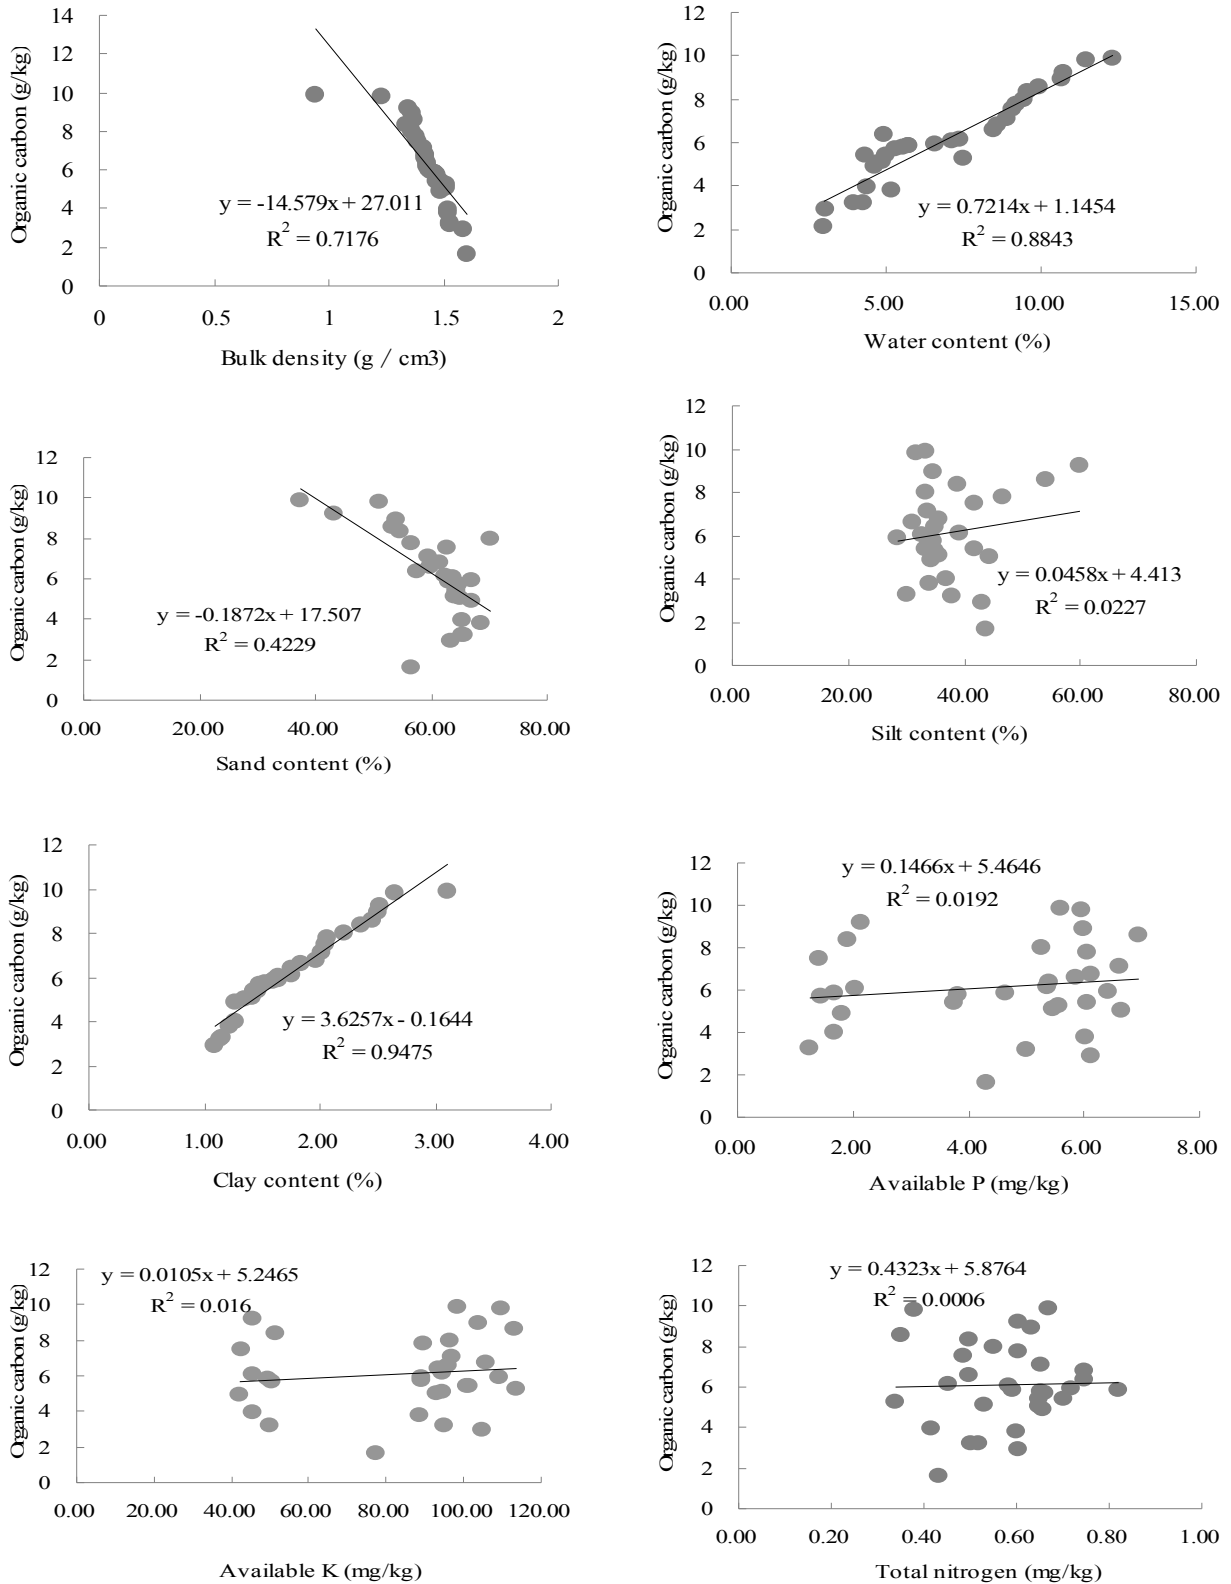 14
12
10
8
6
4
2
0
Organic carbon (g/kg)
y = -14.579x + 27.011
R2 = 0.7176
0 0.5 1 1.5 2
Bulk density (g / cm3)
12
10
8
6
4
2
0
Organic carbon (g/kg)
y = 0.7214x + 1.1454
R2 = 0.8843
0.00 5.00 10.00 15.00
Water content (%)
12
10
8
6
4
2
0
Organic carbon (g/kg)
y = -0.1872x + 17.507
R2 = 0.4229
0.00 20.00 40.00 60.00 80.00
Sand content (%)
12
10
8
6
4
2
0
Organic carbon (g/kg)
y = 0.0458x + 4.413
R2 = 0.0227
0.00 20.00 40.00 60.00 80.00
Silt content (%)
12
10
8
6
4
2
0
Organic carbon (g/kg)
y = 3.6257x - 0.1644
R2 = 0.9475
0.00 1.00 2.00 3.00 4.00
Clay content (%)
12
10
8
6
4
2
0
Organic carbon (g/kg)
y = 0.1466x + 5.4646
R2 = 0.0192
0.00 2.00 4.00 6.00 8.00
Available P (mg/kg)
12
10
8
6
4
2
0
Organic carbon (g/kg)
y = 0.0105x + 5.2465
R2 = 0.016
0.00 20.00 40.00 60.00 80.00 100.00 120.00
Available K (mg/kg)
12
10
8
6
4
2
0
Organic carbon (g/kg)
y = 0.4323x + 5.8764
R2 = 0.0006
0.00 0.20 0.40 0.60 0.80 1.00
Total nitrogen (mg/kg)